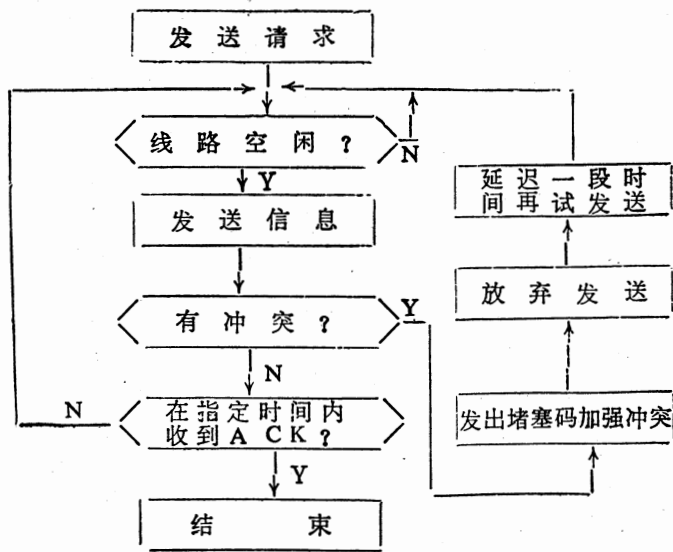 发送请求
线路空闲？
N
Y
发送信息
有冲突？
Y
N
在指定时间内
收到ACK？
N
Y
结束
延迟一段时
间再试发送
放弃发送
发出堵塞码加强冲突